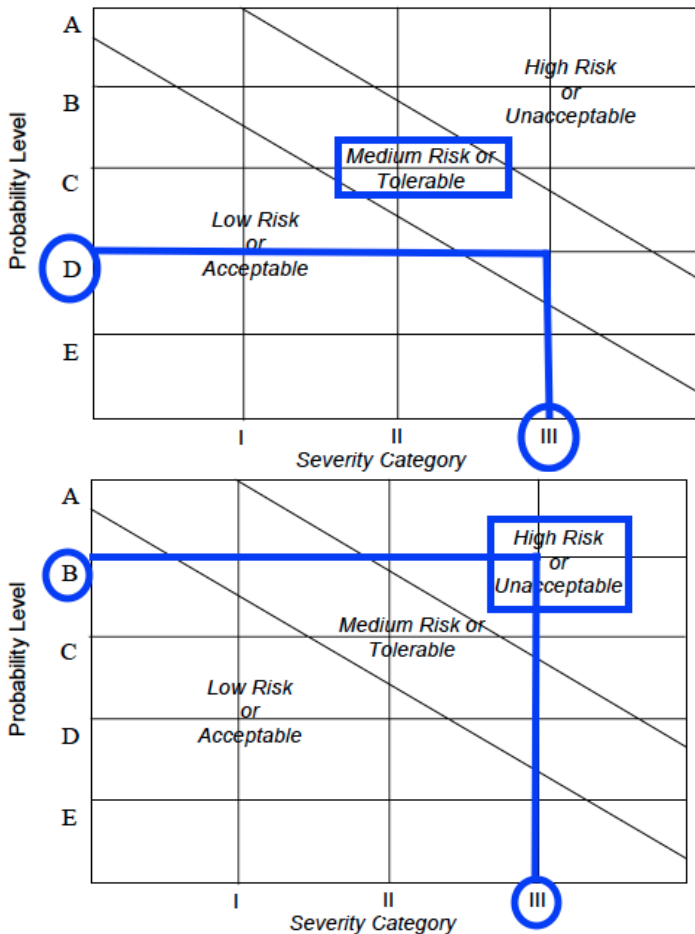 A
High Risk
or
Unacceptable
B
Medium Risk or
Tolerable
C
Probability Level
Low Risk
or
Acceptable
D
E
I II III
Severity Category
A
High Risk
or
Unacceptable
B
Medium Risk or
Tolerable
C
Probability Level
Low Risk
or
Acceptable
D
E
I II III
Severity Category